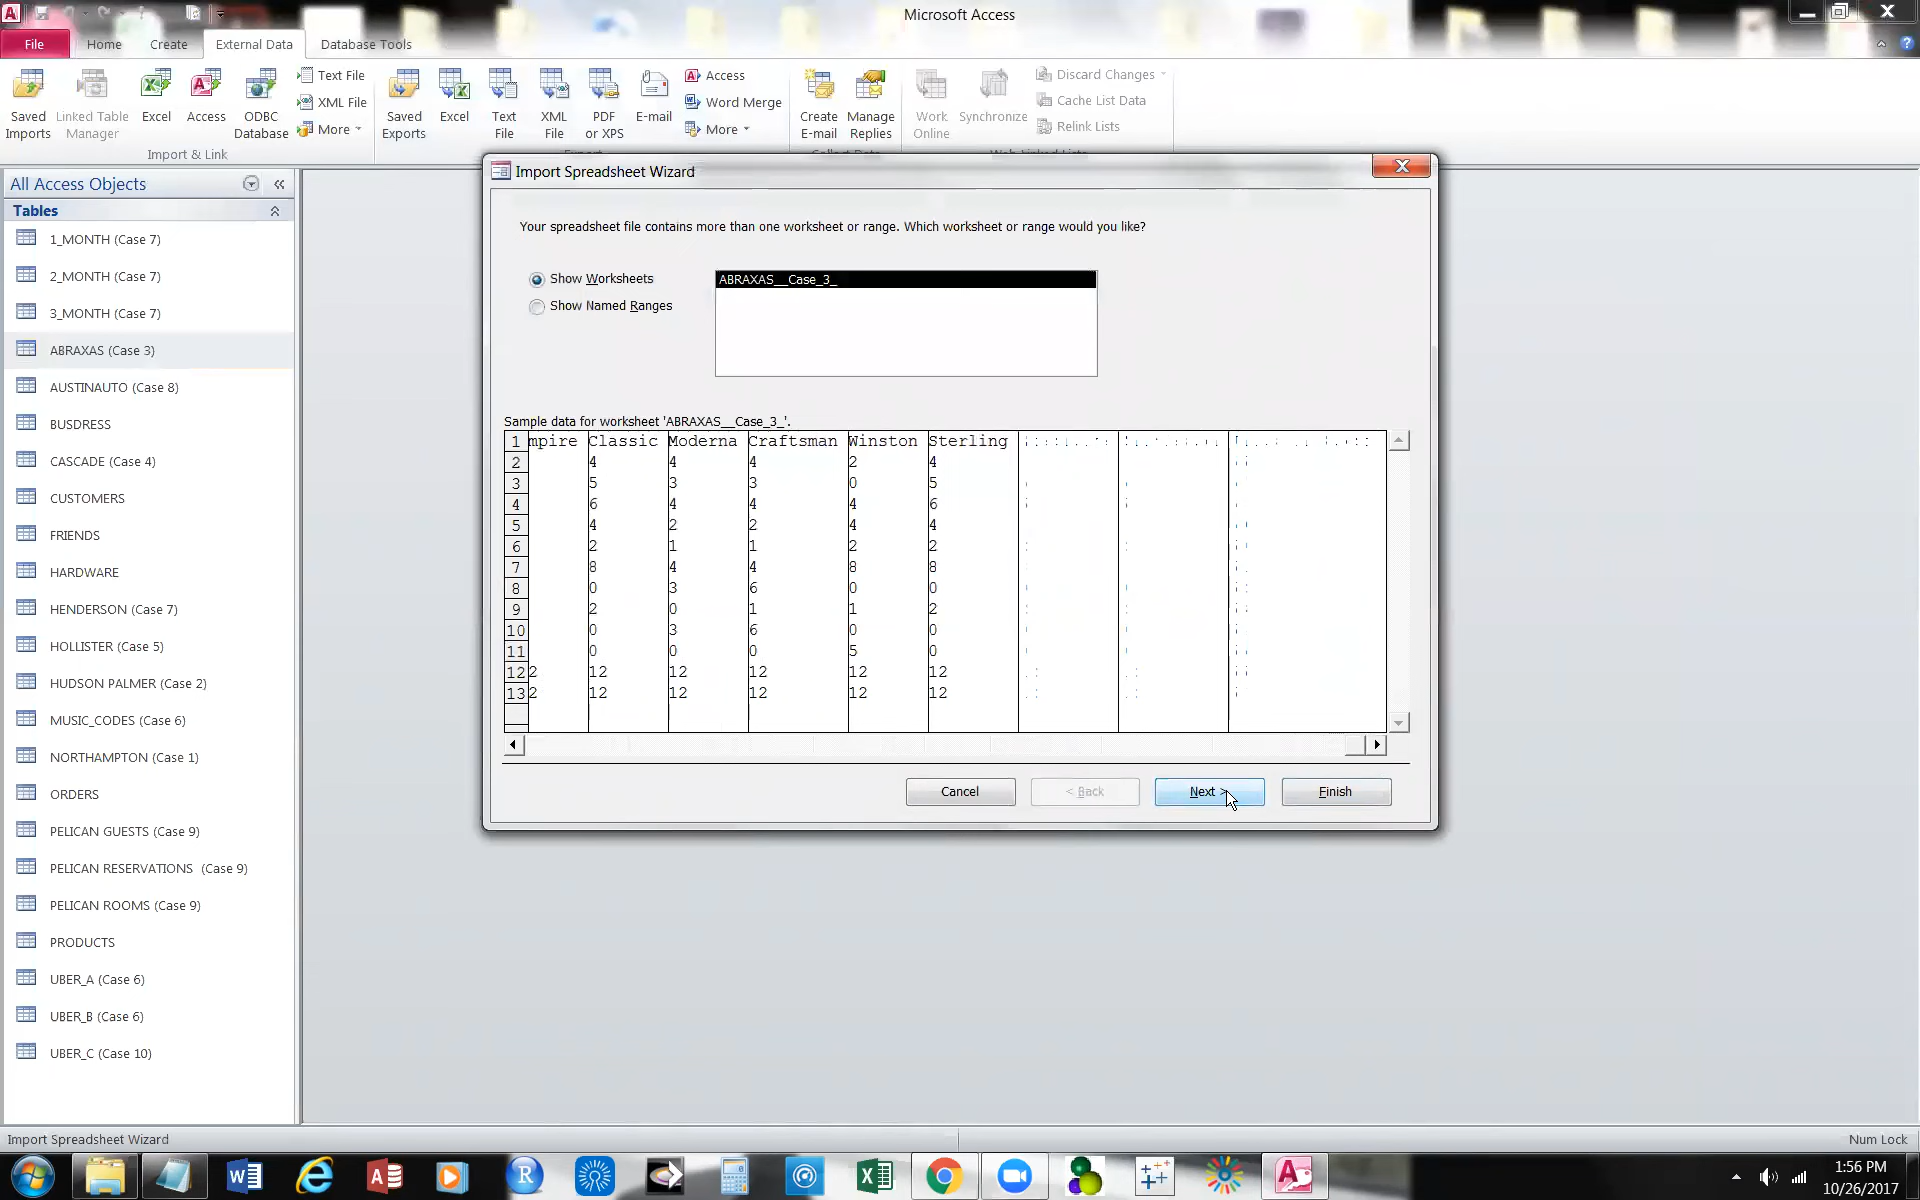 Microsoft Access
File Home Create External Data Database Tools
Saved Imports
Linked Table Manager
Excel
Access
ODBC Database
Text File
XML File
More
Import & Link
Saved Exports
Excel
Text File
XML File
PDF or XPS
E-mail
Access
Word Merge
More
Create E-mail
Manage Replies
Work Online
Synchronize
Discard Changes
Cache List Data
Relink Lists
All Access Objects
Tables
1_MONTH (Case 7)
2_MONTH (Case 7)
3_MONTH (Case 7)
ABRAXAS (Case 3)
AUSTINAUTO (Case 8)
BUSDRESS
CASCADE (Case 4)
CUSTOMERS
FRIENDS
HARDWARE
HENDERSON (Case 7)
HOLLISTER (Case 5)
HUDSON PALMER (Case 2)
MUSIC_CODES (Case 6)
NORTHAMPTON (Case 1)
ORDERS
PELICAN GUESTS (Case 9)
PELICAN RESERVATIONS (Case 9)
PELICAN ROOMS (Case 9)
PRODUCTS
UBER_A (Case 6)
UBER_B (Case 6)
UBER_C (Case 10)
Import Spreadsheet Wizard
Your spreadsheet file contains more than one worksheet or range. Which worksheet or range would you like?
Show Worksheets
Show Named Ranges
ABRAXAS__Case_3_
Sample data for worksheet 'ABRAXAS__Case_3_'.
1 mpire Classic Moderna Craftsman Winston Sterling
2 4 4 4 2 4
3 5 3 3 0 5
4 6 4 4 4 6
5 4 2 2 4 4
6 2 1 1 2 2
7 8 4 4 8 8
8 0 3 6 0 0
9 2 0 1 1 2
10 0 3 6 0 0
11 0 0 0 5 0
12 2 12 12 12 12 12
13 2 12 12 12 12 12
Cancel < Back Next > Finish
Import Spreadsheet Wizard
Num Lock
1:56 PM
10/26/2017